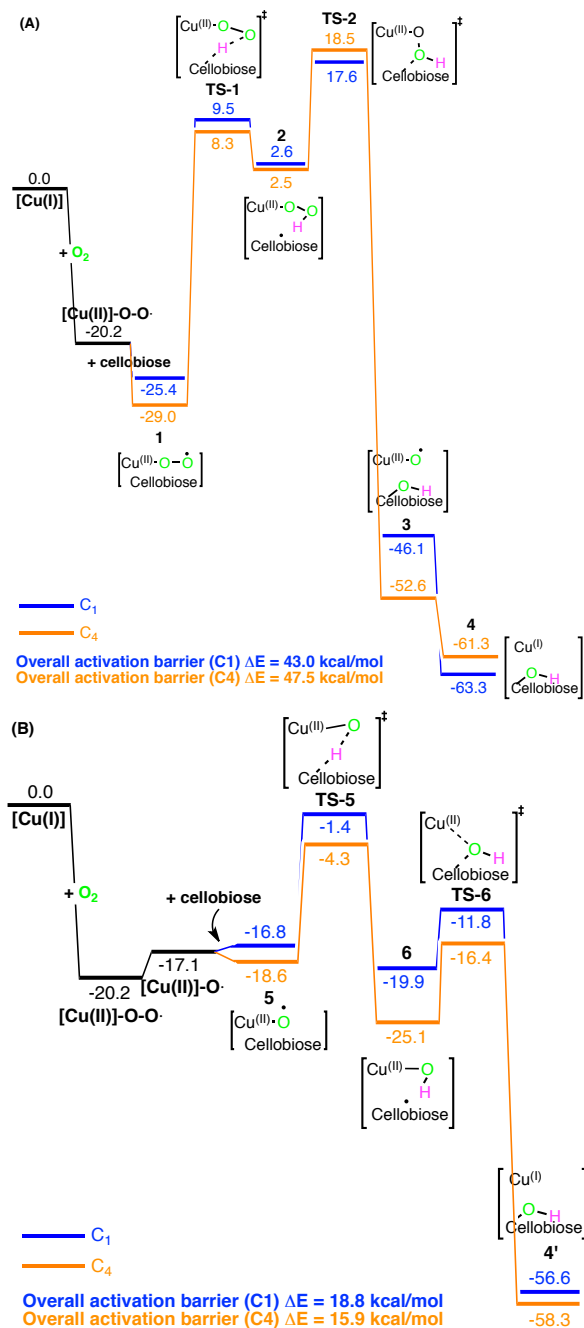 (A)
Cu(II) O O ‡
H
Cellobiose
TS-1
9.5
8.3
TS-2
18.5
17.6
Cu(II) O ‡
O H
Cellobiose
2
2.6
2.5
Cu(II) O O
H
•
Cellobiose
0.0
[Cu(I)]
+ O2
[Cu(II)]-O-O·
-20.2
+ cellobiose
-25.4
-29.0
1
Cu(II)-O-O•
Cellobiose
Cu(II)-O•
O H
Cellobiose
3
-46.1
-52.6
4
-61.3
-63.3
Cu(I)
O H
Cellobiose
C1
C4
Overall activation barrier (C1) ΔE = 43.0 kcal/mol
Overall activation barrier (C4) ΔE = 47.5 kcal/mol
(B)
Cu(II) O ‡
H
Cellobiose
TS-5
-1.4
-4.3
0.0
[Cu(I)]
+ O2
-20.2
[Cu(II)]-O-O·
-17.1
[Cu(II)]-O·
+ cellobiose
-16.8
-18.6
5
Cu(II)-O•
Cellobiose
Cu(II) ‡
O H
Cellobiose
TS-6
-11.8
-16.4
6
-19.9
-25.1
Cu(II) O
H
•
Cellobiose
Cu(I)
O H
Cellobiose
4'
-56.6
-58.3
C1
C4
Overall activation barrier (C1) ΔE = 18.8 kcal/mol
Overall activation barrier (C4) ΔE = 15.9 kcal/mol